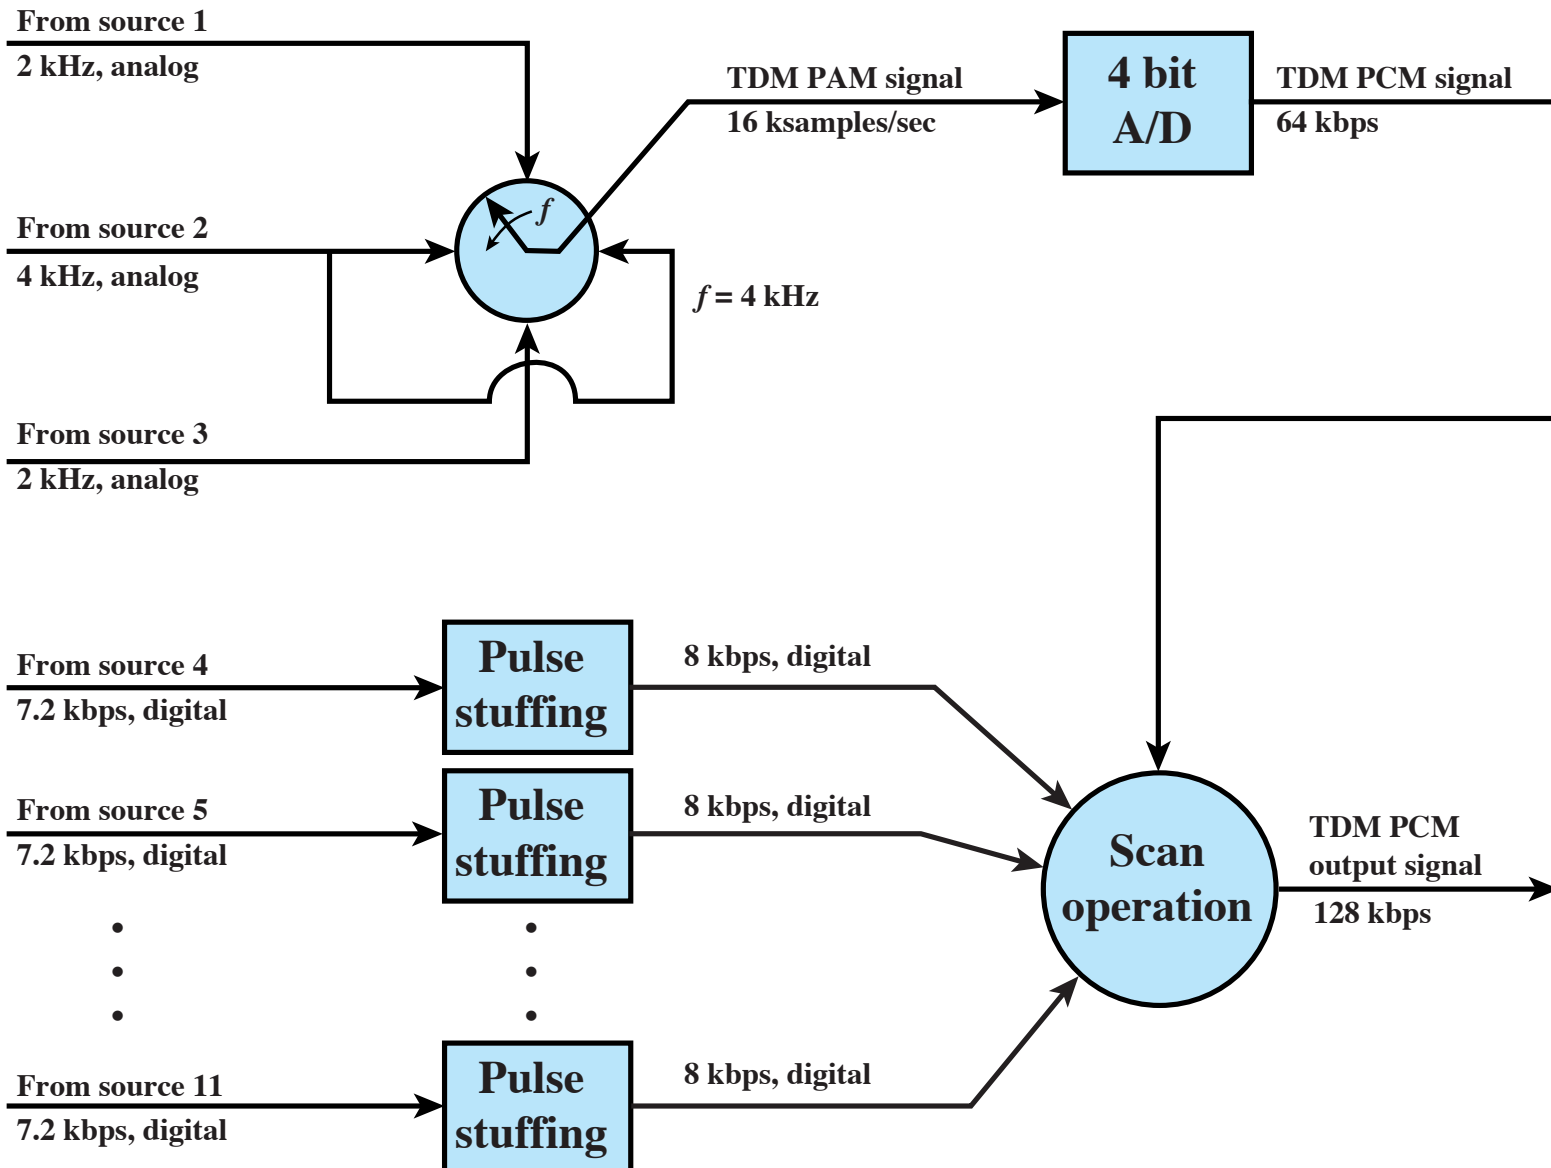 From source 1
2 kHz, analog
TDM PAM signal
16 ksamples/sec
4 bit
A/D
TDM PCM signal
64 kbps
From source 2
4 kHz, analog
f
f = 4 kHz
From source 3
2 kHz, analog
From source 4
7.2 kbps, digital
Pulse
stuffing
8 kbps, digital
From source 5
7.2 kbps, digital
Pulse
stuffing
8 kbps, digital
Scan
operation
TDM PCM
output signal
128 kbps
From source 11
7.2 kbps, digital
Pulse
stuffing
8 kbps, digital